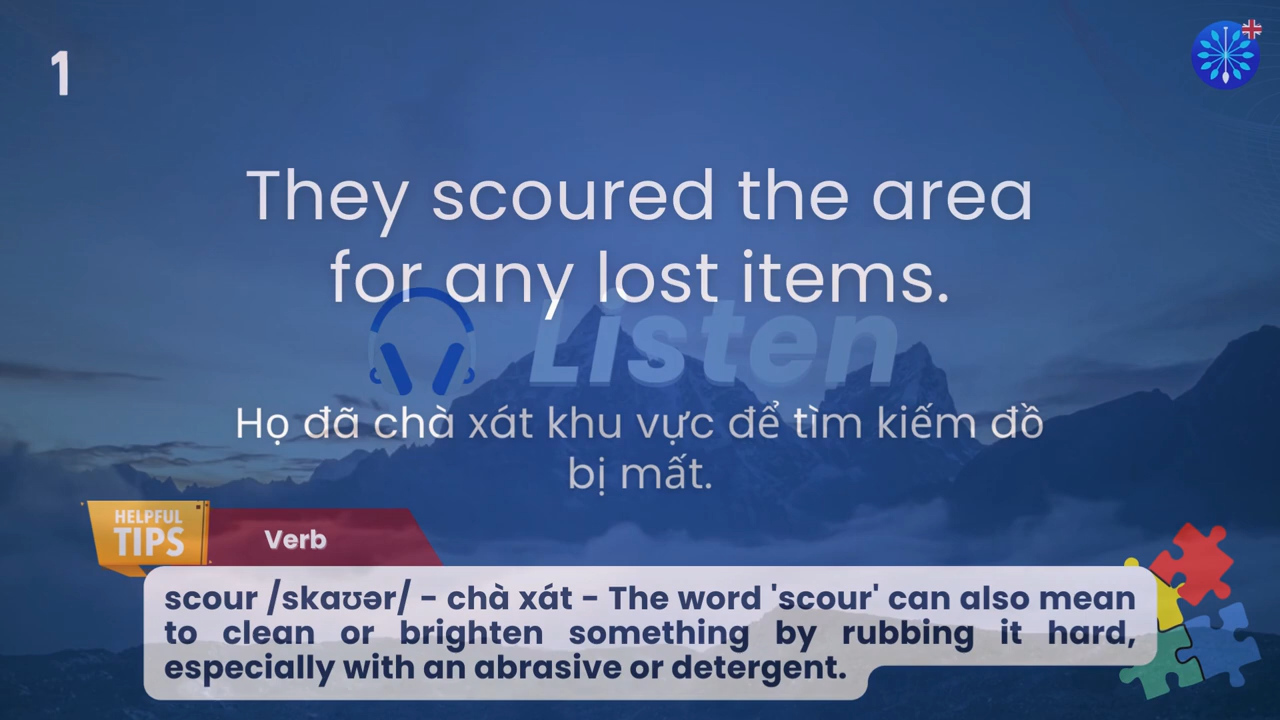 1
They scoured the area
for any lost items.
Listen
Họ đã chà xát khu vực để tìm kiếm đồ
bị mất.
HELPFUL
TIPS
Verb
scour /skaʊər/ - chà xát - The word 'scour' can also mean
to clean or brighten something by rubbing it hard,
especially with an abrasive or detergent.